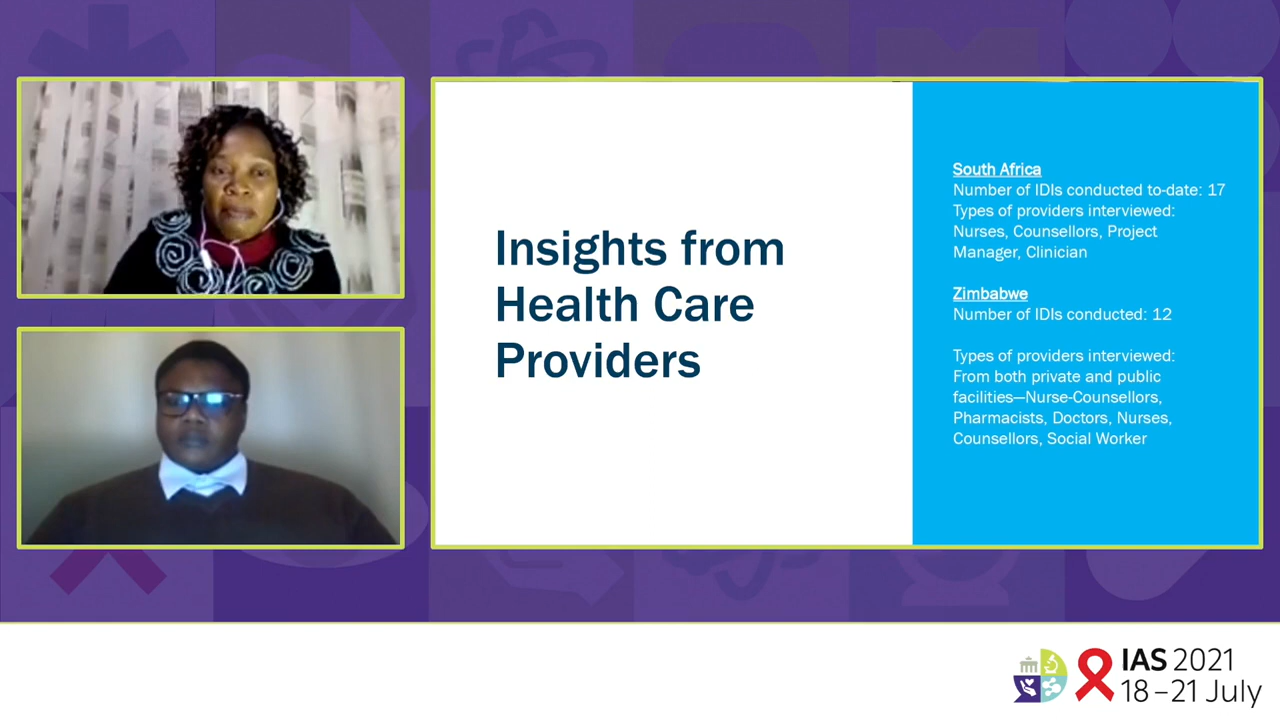 Insights from
Health Care
Providers
South Africa
Number of IDIs conducted to-date: 17
Types of providers interviewed:
Nurses, Counsellors, Project
Manager, Clinician
Zimbabwe
Number of IDIs conducted: 12
Types of providers interviewed:
From both private and public
facilities—Nurse-Counsellors,
Pharmacists, Doctors, Nurses,
Counsellors, Social Worker
IAS 2021
18–21 July